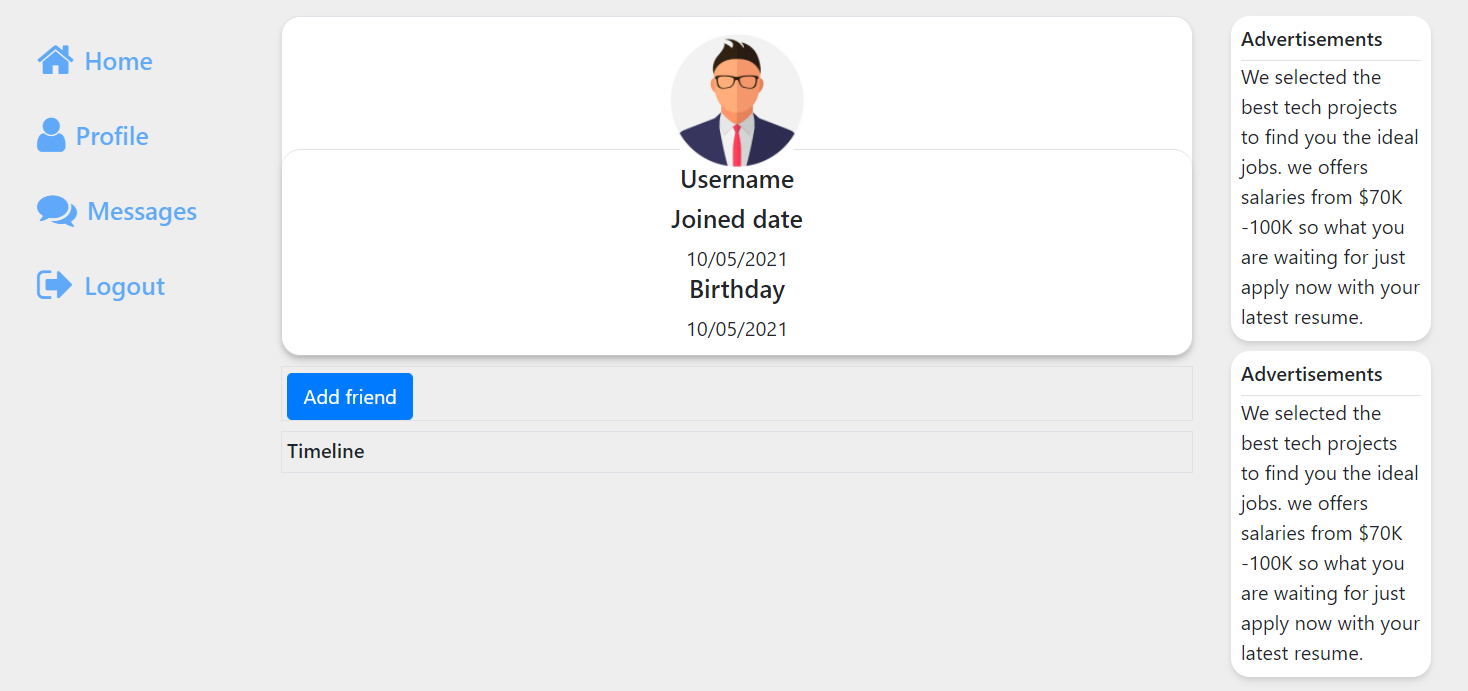 Home
Profile
Messages
Logout
Username
Joined date
10/05/2021
Birthday
10/05/2021
Add friend
Timeline
Advertisements
We selected the
best tech projects
to find you the ideal
jobs. we offers
salaries from $70K
-100K so what you
are waiting for just
apply now with your
latest resume.
Advertisements
We selected the
best tech projects
to find you the ideal
jobs. we offers
salaries from $70K
-100K so what you
are waiting for just
apply now with your
latest resume.